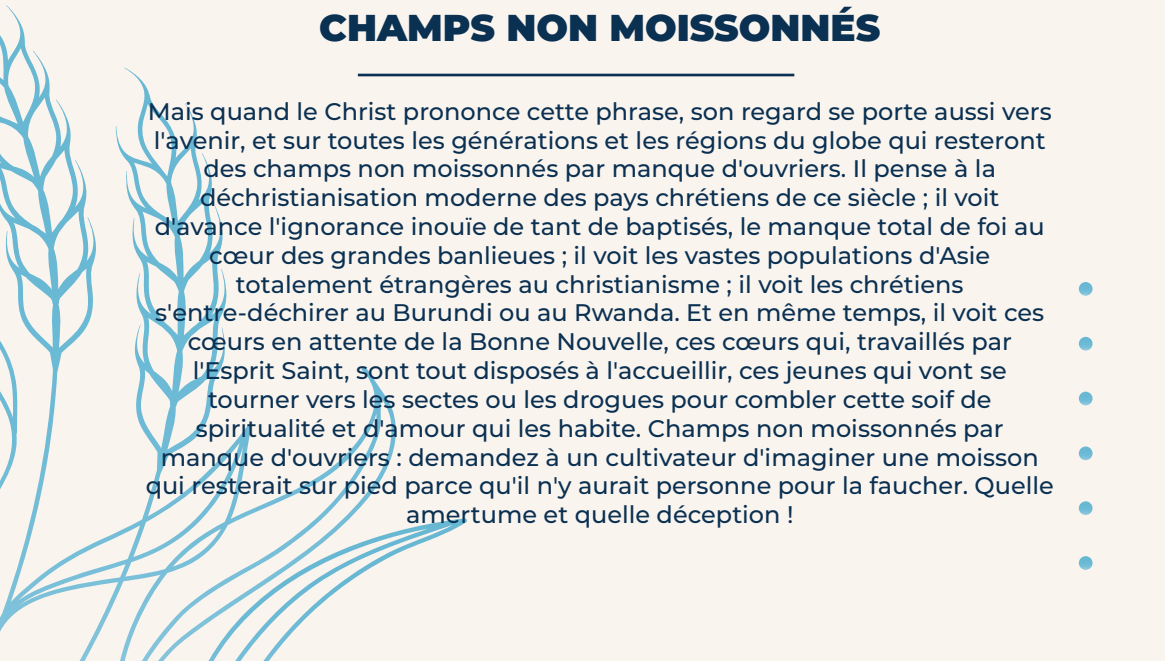 CHAMPS NON MOISSONNÉS
Mais quand le Christ prononce cette phrase, son regard se porte aussi vers
l'avenir, et sur toutes les générations et les régions du globe qui resteront
des champs non moissonnés par manque d'ouvriers. Il pense à la
déchristianisation moderne des pays chrétiens de ce siècle ; il voit
d'avance l'ignorance inouïe de tant de baptisés, le manque total de foi au
cœur des grandes banlieues ; il voit les vastes populations d'Asie
totalement étrangères au christianisme ; il voit les chrétiens
s'entre-déchirer au Burundi ou au Rwanda. Et en même temps, il voit ces
cœurs en attente de la Bonne Nouvelle, ces cœurs qui, travaillés par
l'Esprit Saint, sont tout disposés à l'accueillir, ces jeunes qui vont se
tourner vers les sectes ou les drogues pour combler cette soif de
spiritualité et d'amour qui les habite. Champs non moissonnés par
manque d'ouvriers : demandez à un cultivateur d'imaginer une moisson
qui resterait sur pied parce qu'il n'y aurait personne pour la faucher. Quelle
amertume et quelle déception !